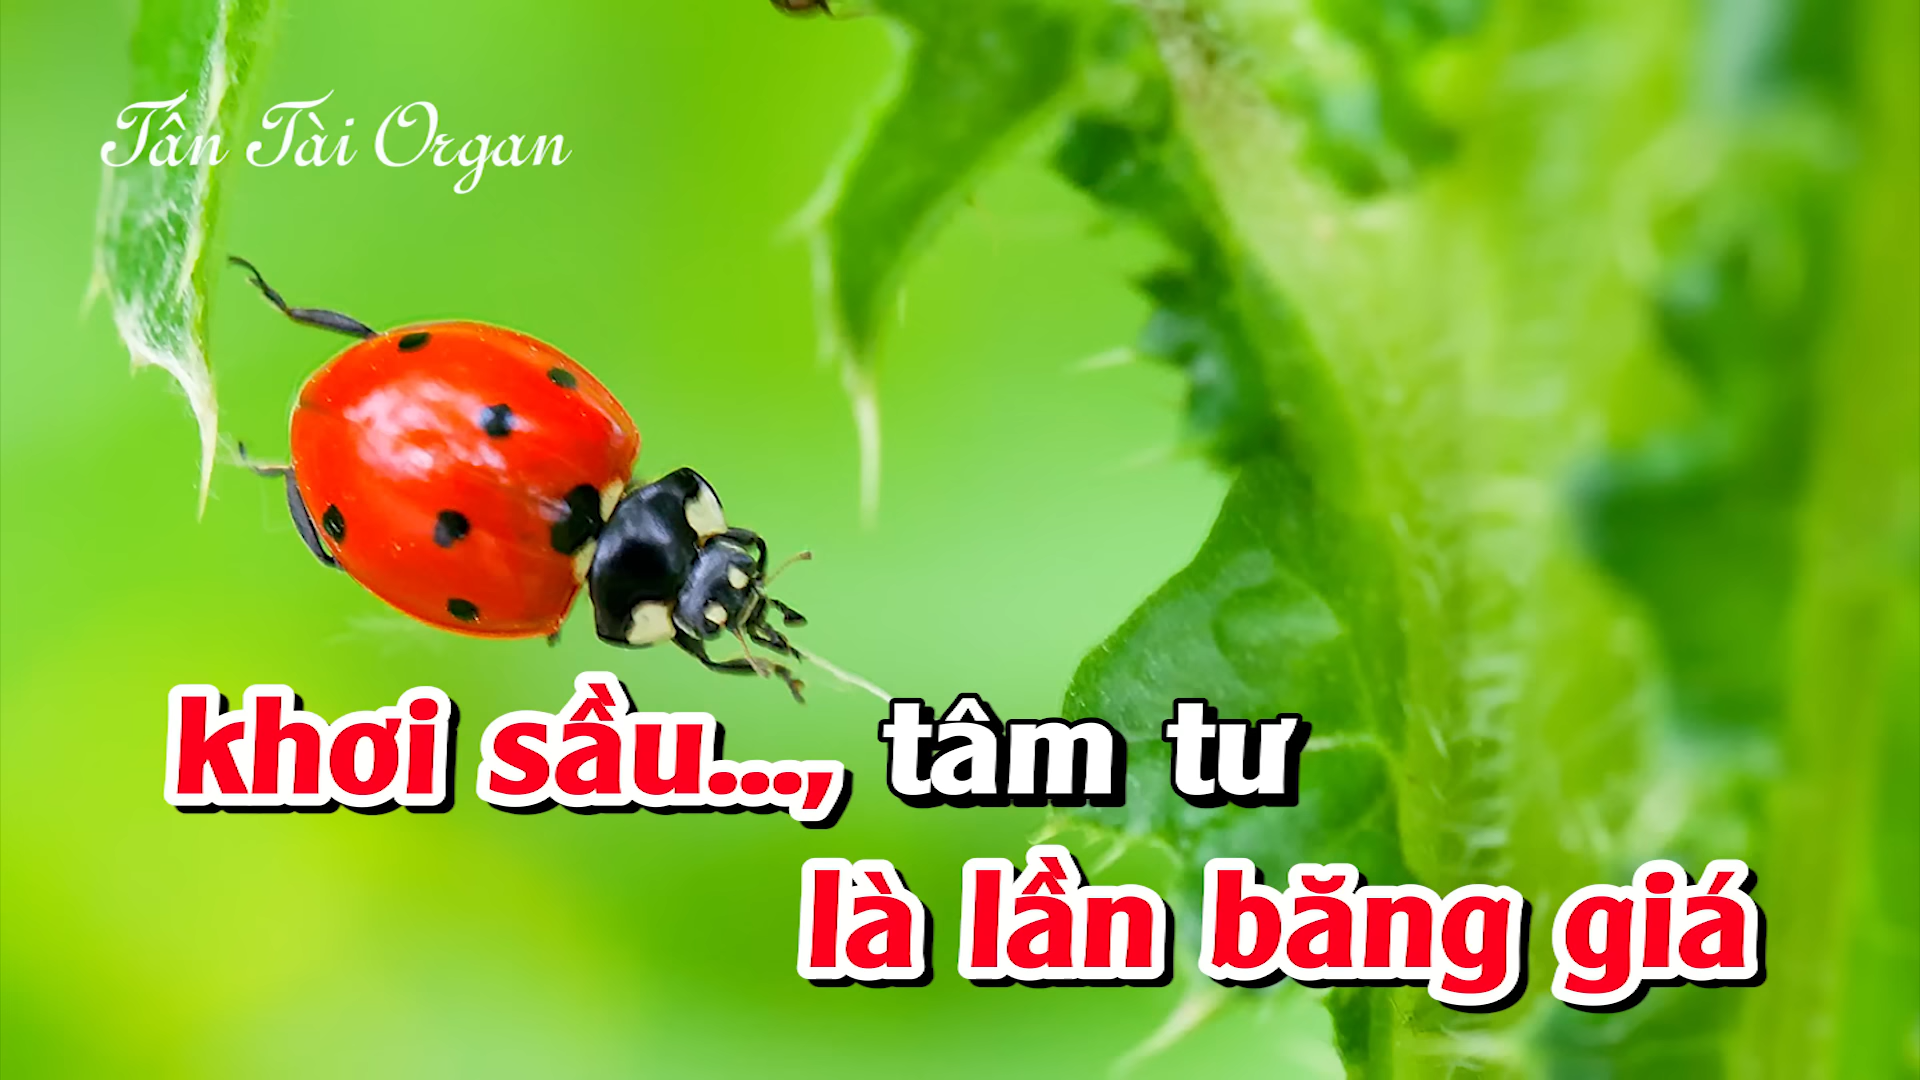 Tấn Tài Organ
khơi sầu..., tâm tư
là lần băng giá